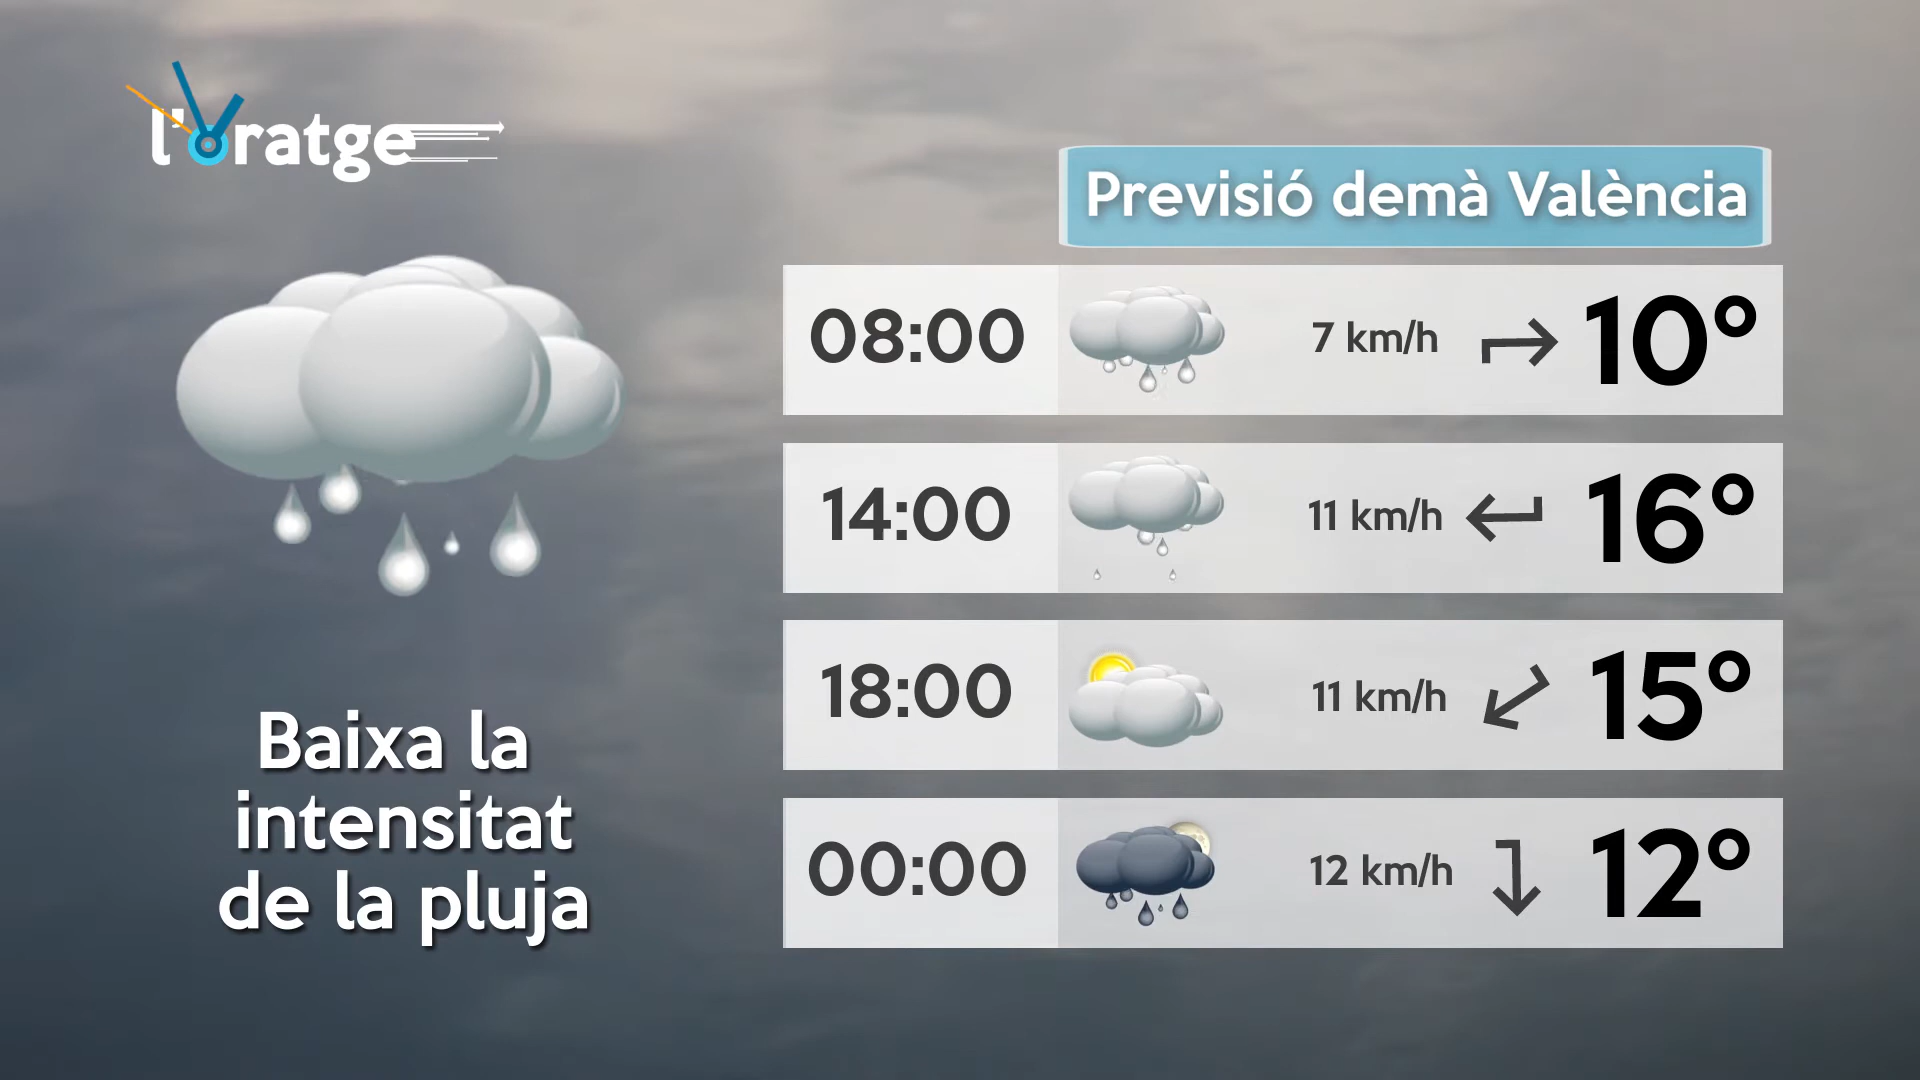 l'Oratge
Previsió demà València
08:00 7 km/h 10°
14:00 11 km/h 16°
18:00 11 km/h 15°
00:00 12 km/h 12°
Baixa la
intensitat
de la pluja